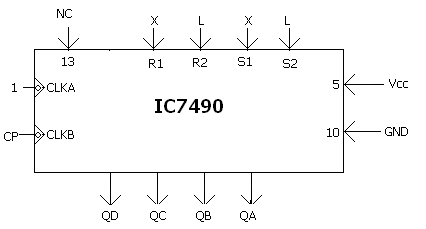 NC X L X L
13 R1 R2 S1 S2
1 CLKA 5 Vcc
IC7490
CP CLKB 10 GND
QD QC QB QA